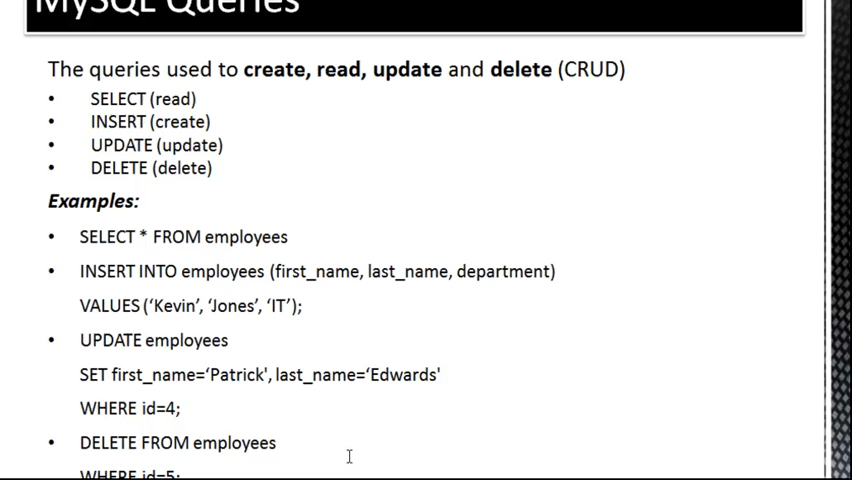 MySQL Queries
The queries used to create, read, update and delete (CRUD)
• SELECT (read)
• INSERT (create)
• UPDATE (update)
• DELETE (delete)
Examples:
• SELECT * FROM employees
• INSERT INTO employees (first_name, last_name, department)
VALUES (‘Kevin’, ‘Jones’, ‘IT’);
• UPDATE employees
SET first_name=‘Patrick', last_name=‘Edwards'
WHERE id=4;
• DELETE FROM employees
WHERE id=5;